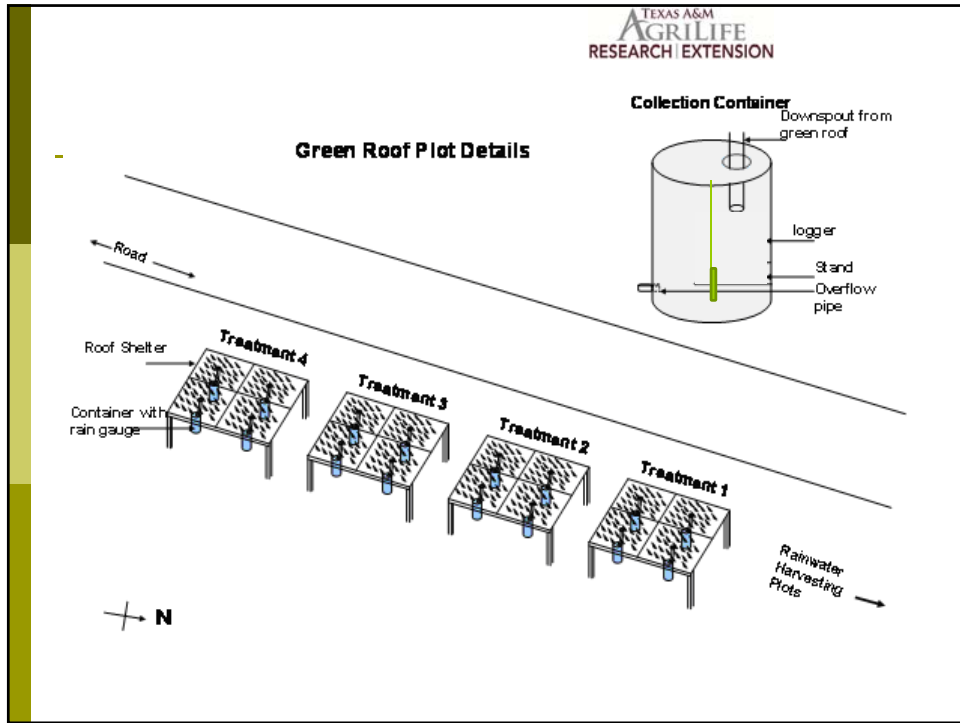 TEXAS A&M
AGRILIFE
RESEARCH | EXTENSION
Collection Container
Downspout from
green roof
Green Roof Plot Details
logger
Stand
Overflow
pipe
Road
Roof Shelter
Container with
rain gauge
Treatment 4
Treatment 3
Treatment 2
Treatment 1
Rainwater
Harvesting
Plots
N